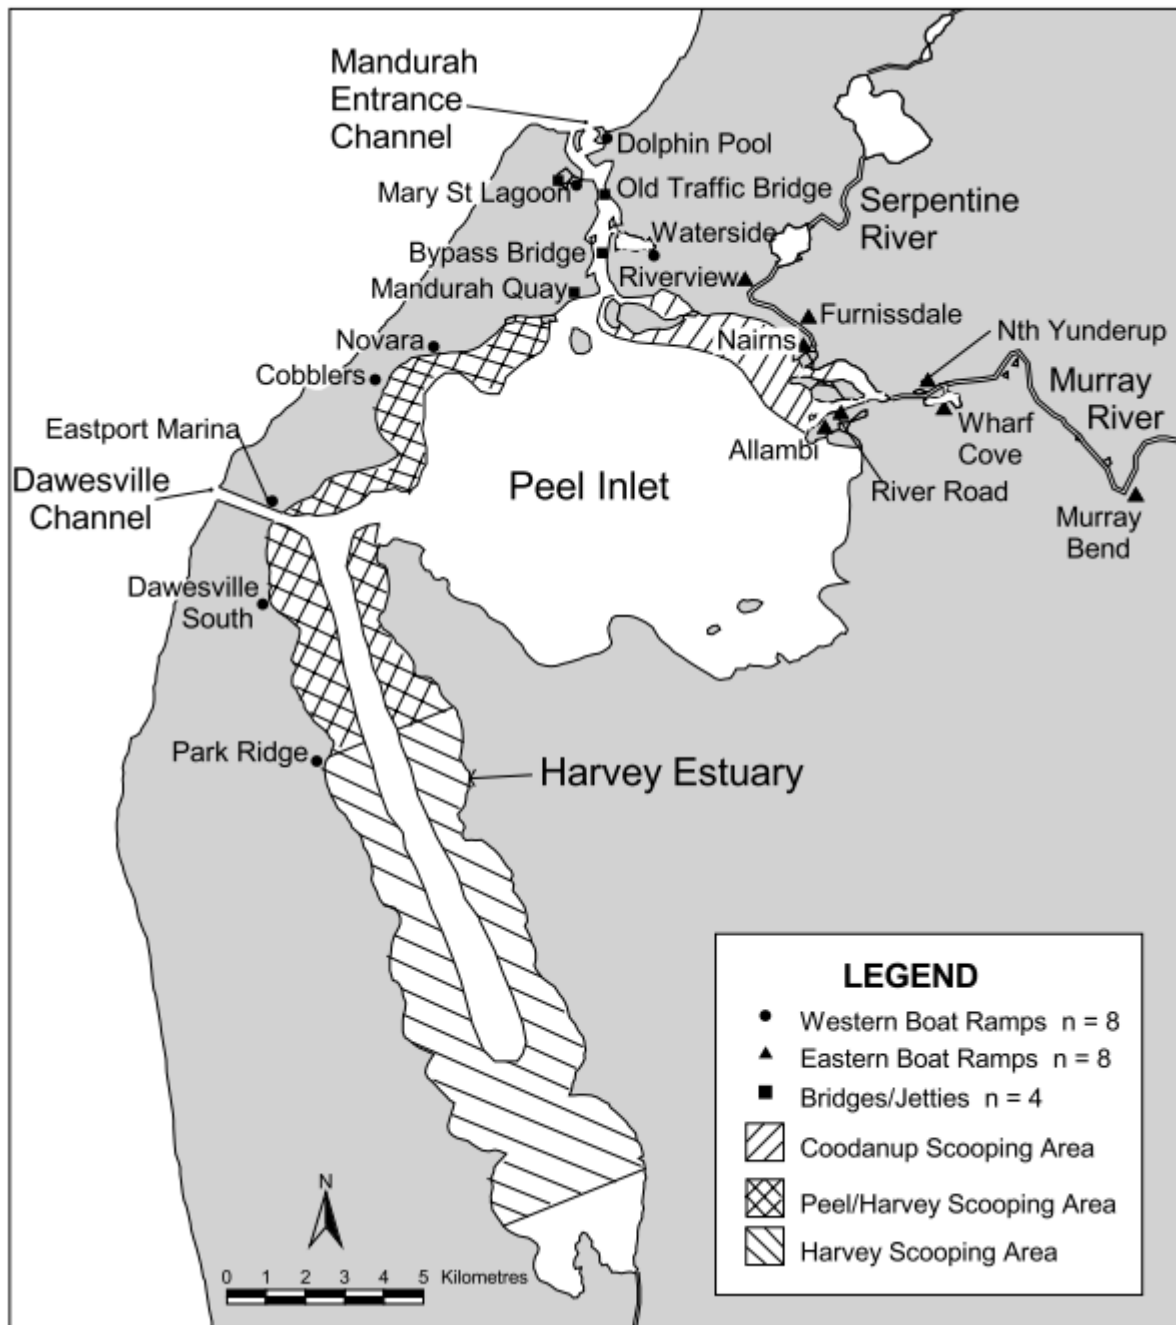 Mandurah
Entrance
Channel
Dolphin Pool
Mary St Lagoon
Old Traffic Bridge
Serpentine
River
Waterside
Bypass Bridge
Riverview
Mandurah Quay
Furnissdale
Novara
Nairns
Nth Yunderup
Cobblers
Murray
River
Eastport Marina
Wharf
Cove
Allambi
Dawesville
Channel
Peel Inlet
River Road
Murray
Bend
Dawesville
South
Park Ridge
Harvey Estuary
LEGEND
Western Boat Ramps n = 8
Eastern Boat Ramps n = 8
Bridges/Jetties n = 4
Coodanup Scooping Area
Peel/Harvey Scooping Area
Harvey Scooping Area
N
0 1 2 3 4 5 Kilometres